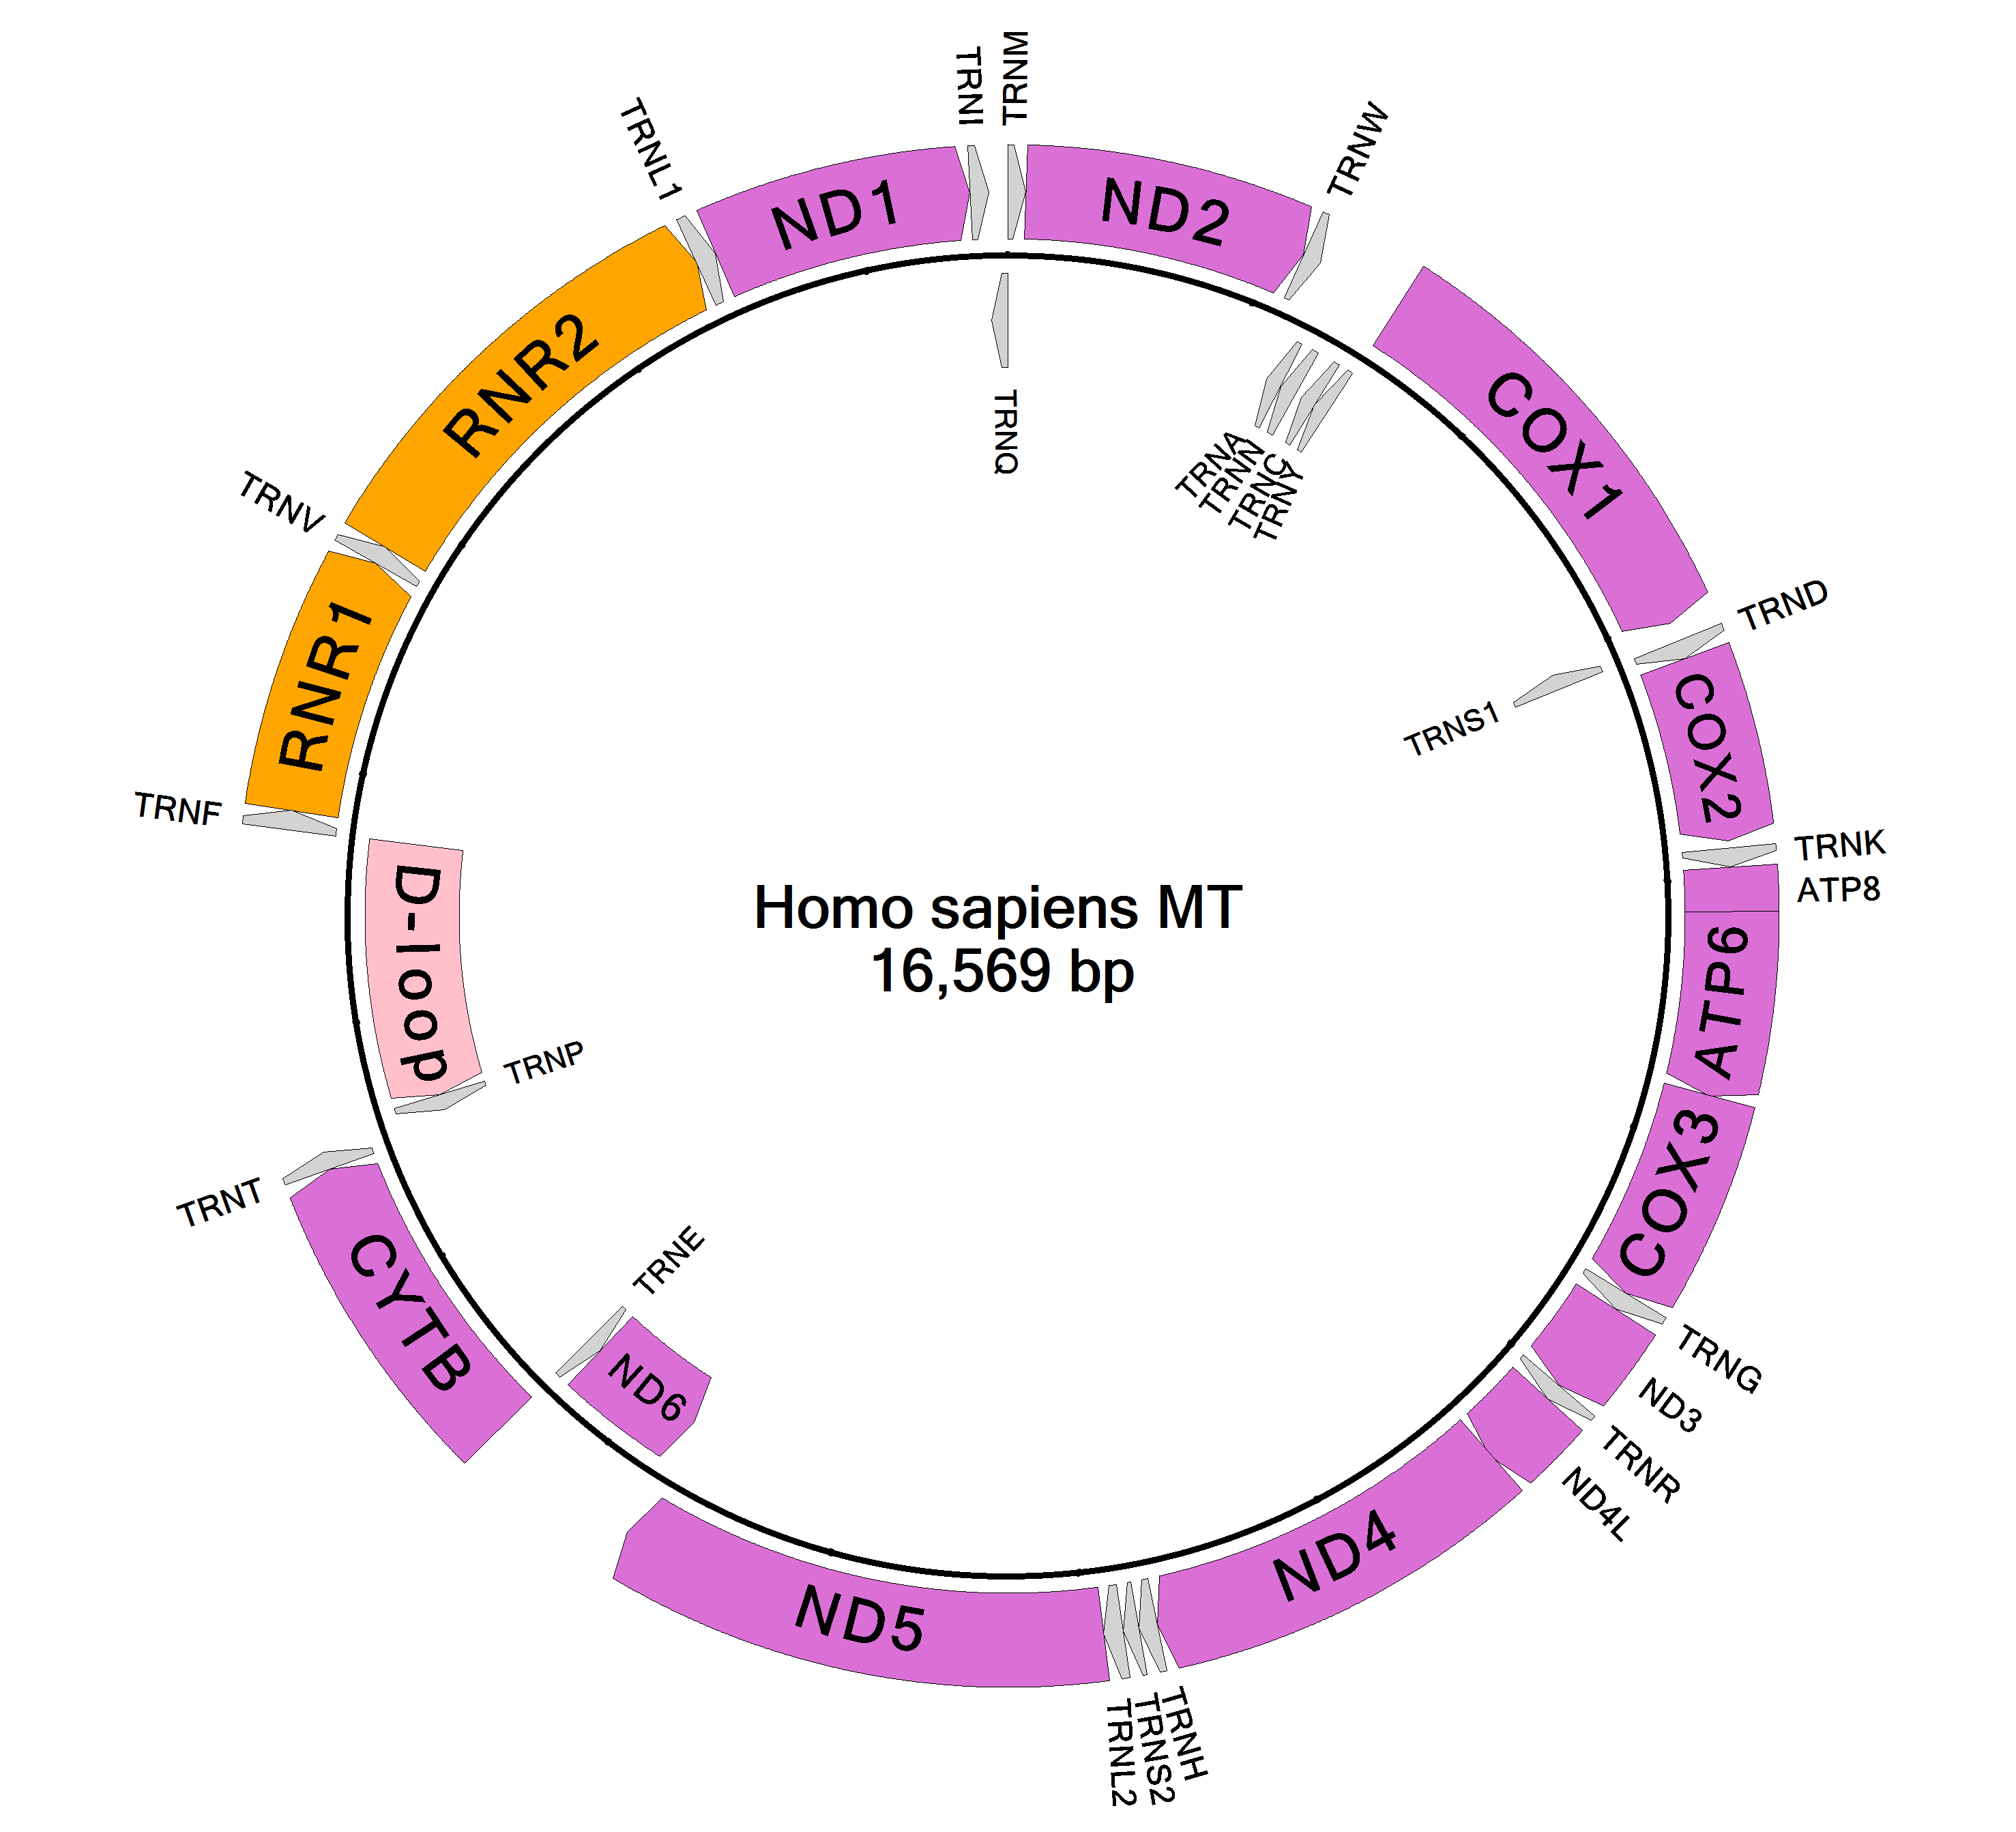 TRNI
TRNM
TRNW
TRNL1
ND1
ND2
RNR2
COX1
TRNQ
TRNA
TRNN
TRNC
TRNY
TRNV
TRND
RNR1
TRNS1
COX2
TRNF
TRNK
ATP8
D-loop
Homo sapiens MT
16,569 bp
ATP6
TRNP
COX3
TRNT
TRNE
CYTB
ND6
TRNG
ND3
TRNR
ND4L
ND4
ND5
TRNH
TRNS2
TRNL2